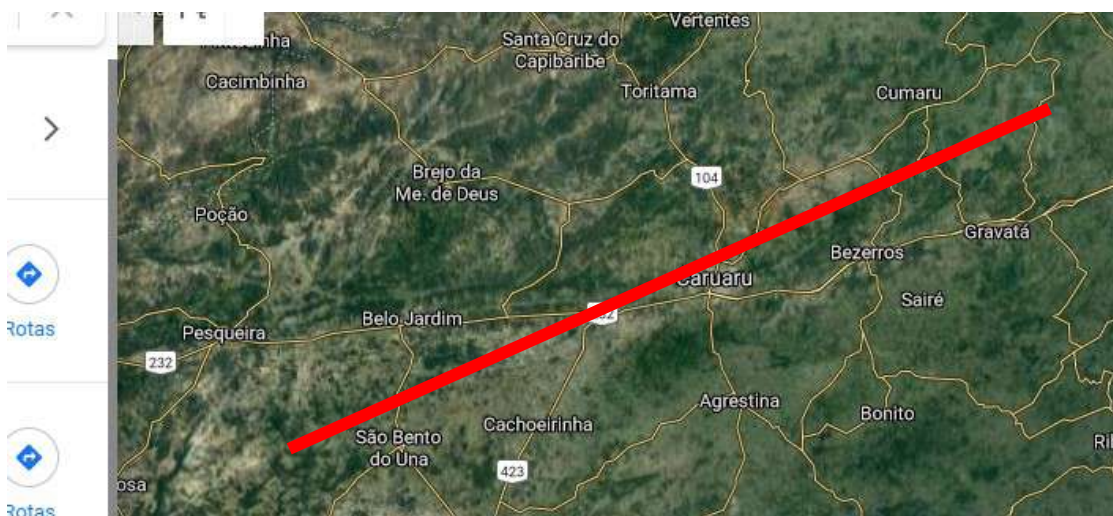 Vertentes
Santa Cruz do
Capibaribe
Cacimbinha
Toritama
Cumaru
Brejo da
Me. de Deus
104
Poção
Gravatá
Bezerros
Caruaru
Sairé
Rotas
Belo Jardim
Pesqueira
232
Agrestina
Bonito
Cachoeirinha
São Bento
do Una
423
Rotas